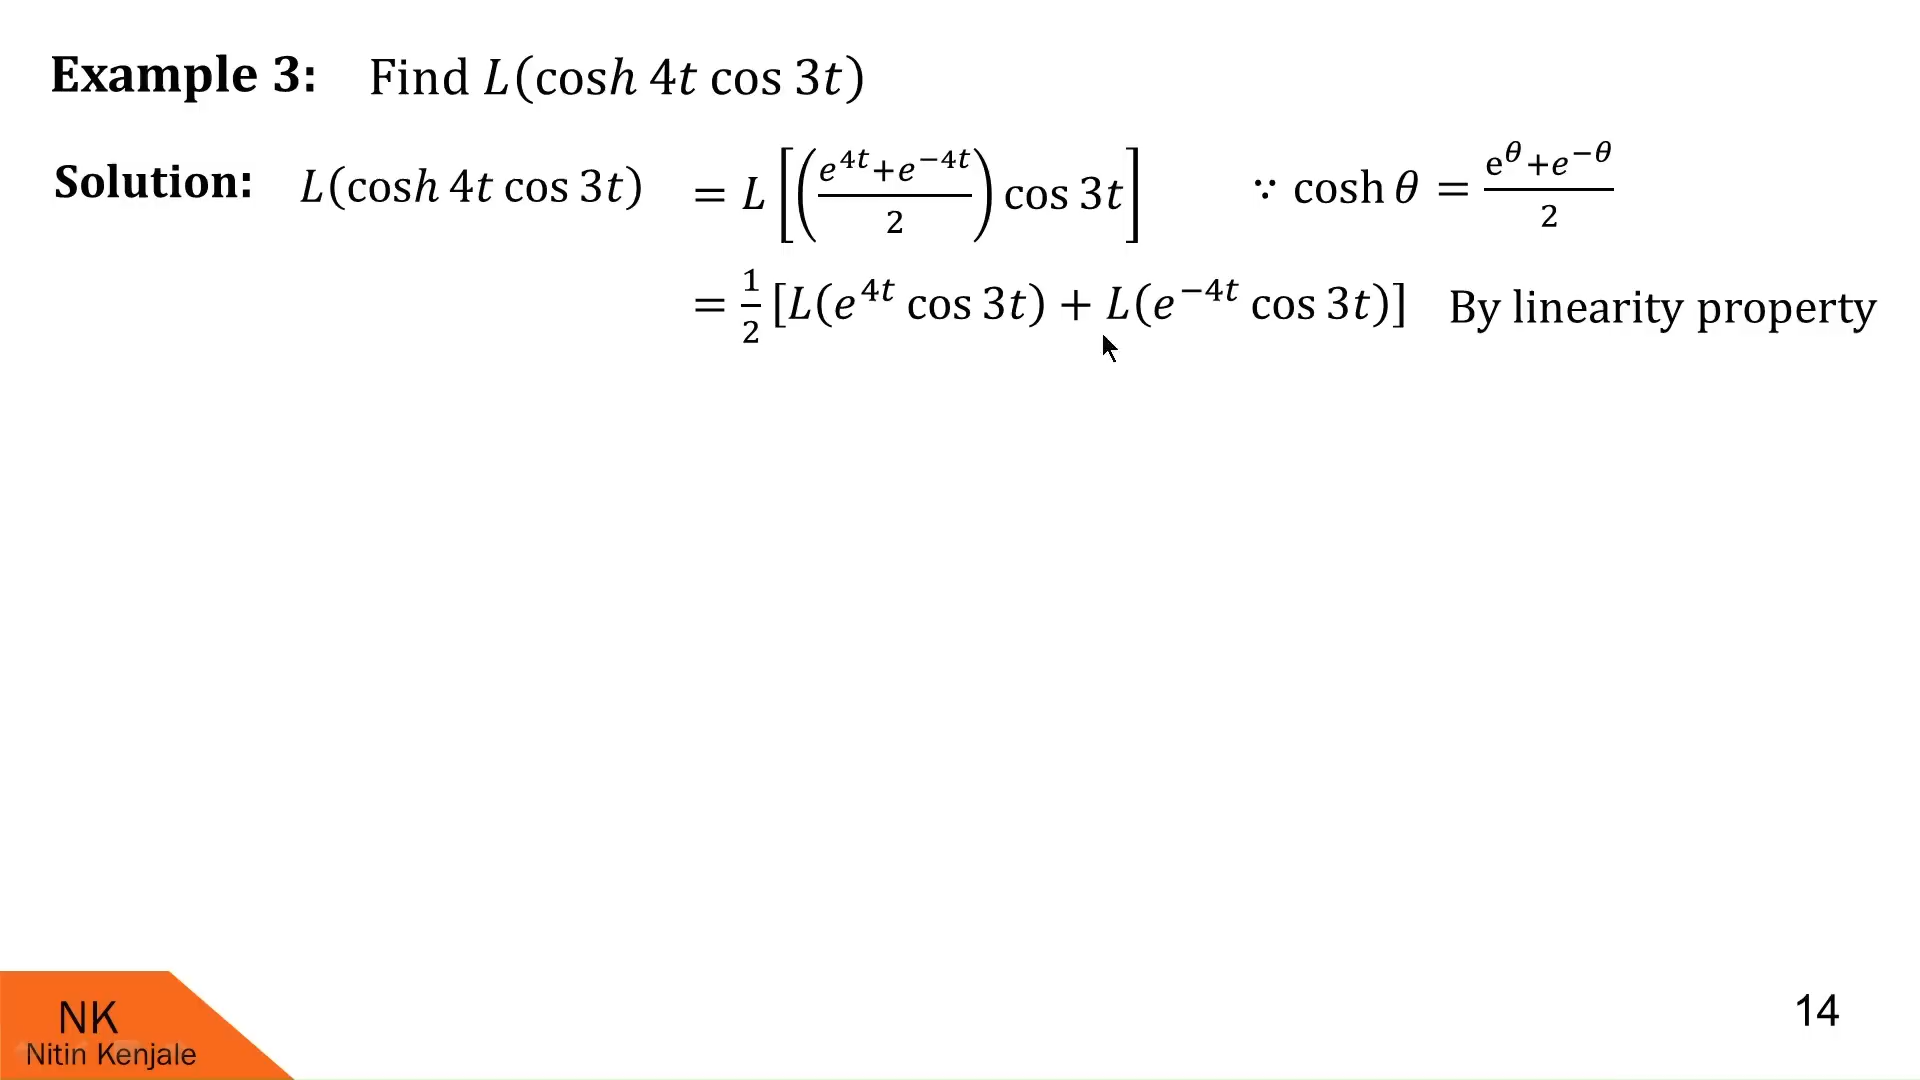 Example 3: Find L(cosh 4t cos 3t)
Solution: L(cosh 4t cos 3t) = L[((e^{4t}+e^{−4t})/2) cos 3t] ∵ cosh θ = (e^θ+e^{−θ})/2
= 1/2 [L(e^{4t} cos 3t) + L(e^{−4t} cos 3t)] By linearity property
NK
Nitin Kenjale
14